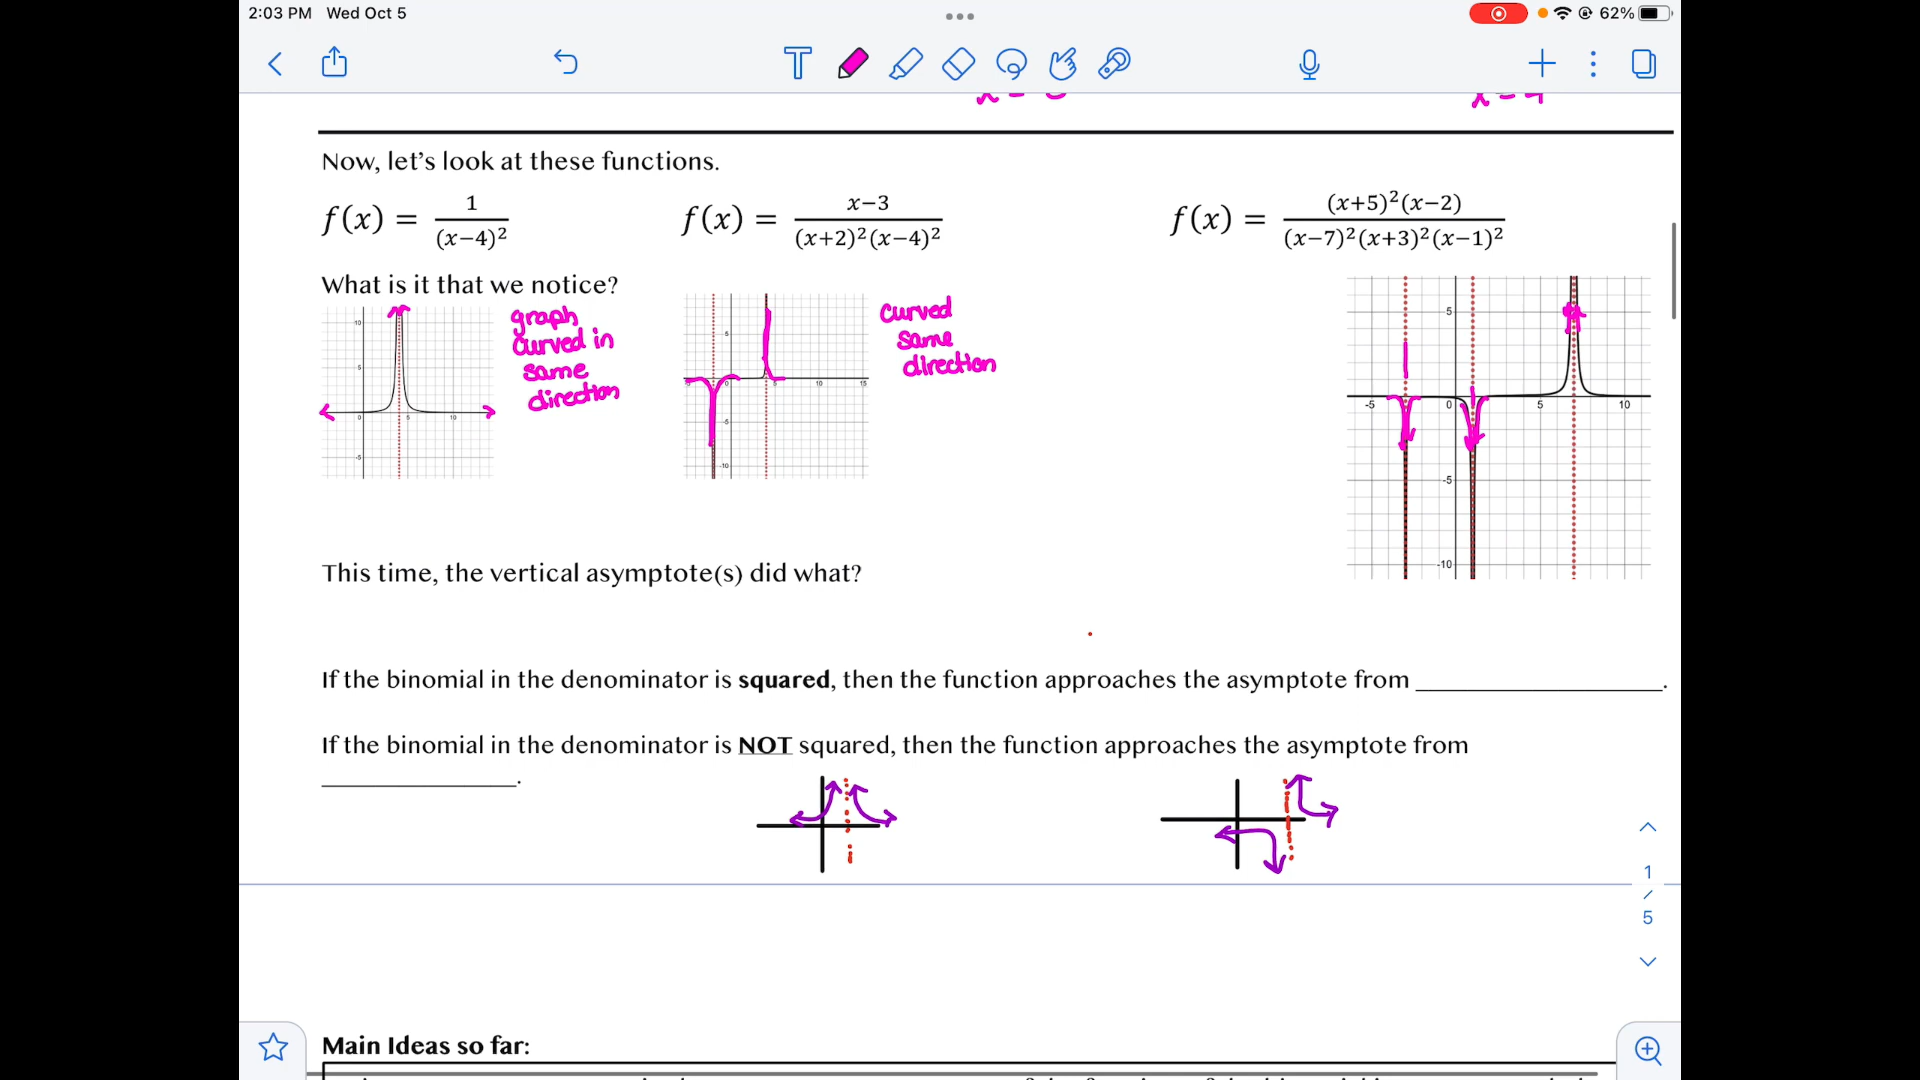 2:03 PM Wed Oct 5
62%
Now, let's look at these functions.
f(x) = 1/(x−4)²
f(x) = x−3/(x+2)²(x−4)²
f(x) = (x+5)²(x−2)/(x−7)²(x+3)²(x−1)²
What is it that we notice?
graph
curved in
same
direction
curved
same
direction
This time, the vertical asymptote(s) did what?
If the binomial in the denominator is squared, then the function approaches the asymptote from ____________________.
If the binomial in the denominator is NOT squared, then the function approaches the asymptote from
________________.
1
/
5
Main Ideas so far: